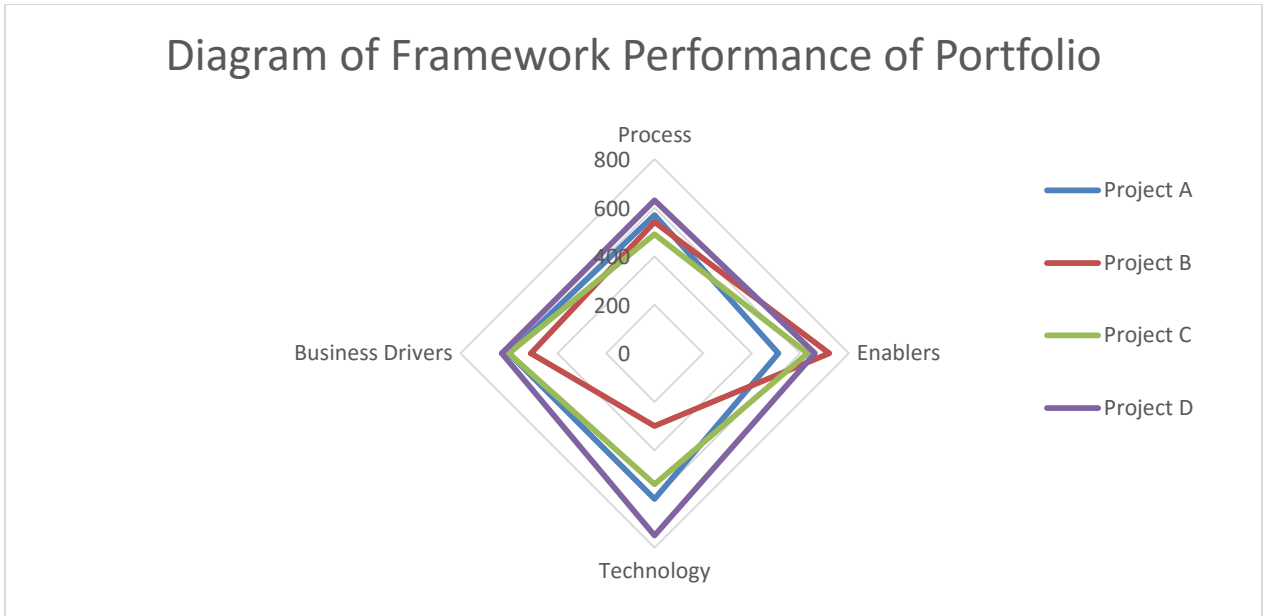 Diagram of Framework Performance of Portfolio
Process
800
600
400
200
0
Business Drivers
Enablers
Technology
Project A
Project B
Project C
Project D